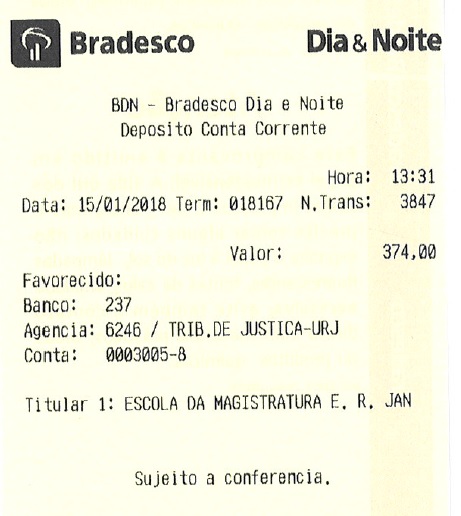 Bradesco Dia & Noite
BDN - Bradesco Dia e Noite
Deposito Conta Corrente
Hora: 13:31
Data: 15/01/2018 Term: 018167 N.Trans: 3847
Valor: 374,00
Favorecido:
Banco: 237
Agencia: 6246 / TRIB.DE JUSTICA-URJ
Conta: 0003005-8
Titular 1: ESCOLA DA MAGISTRATURA E. R. JAN
Sujeito a conferencia.